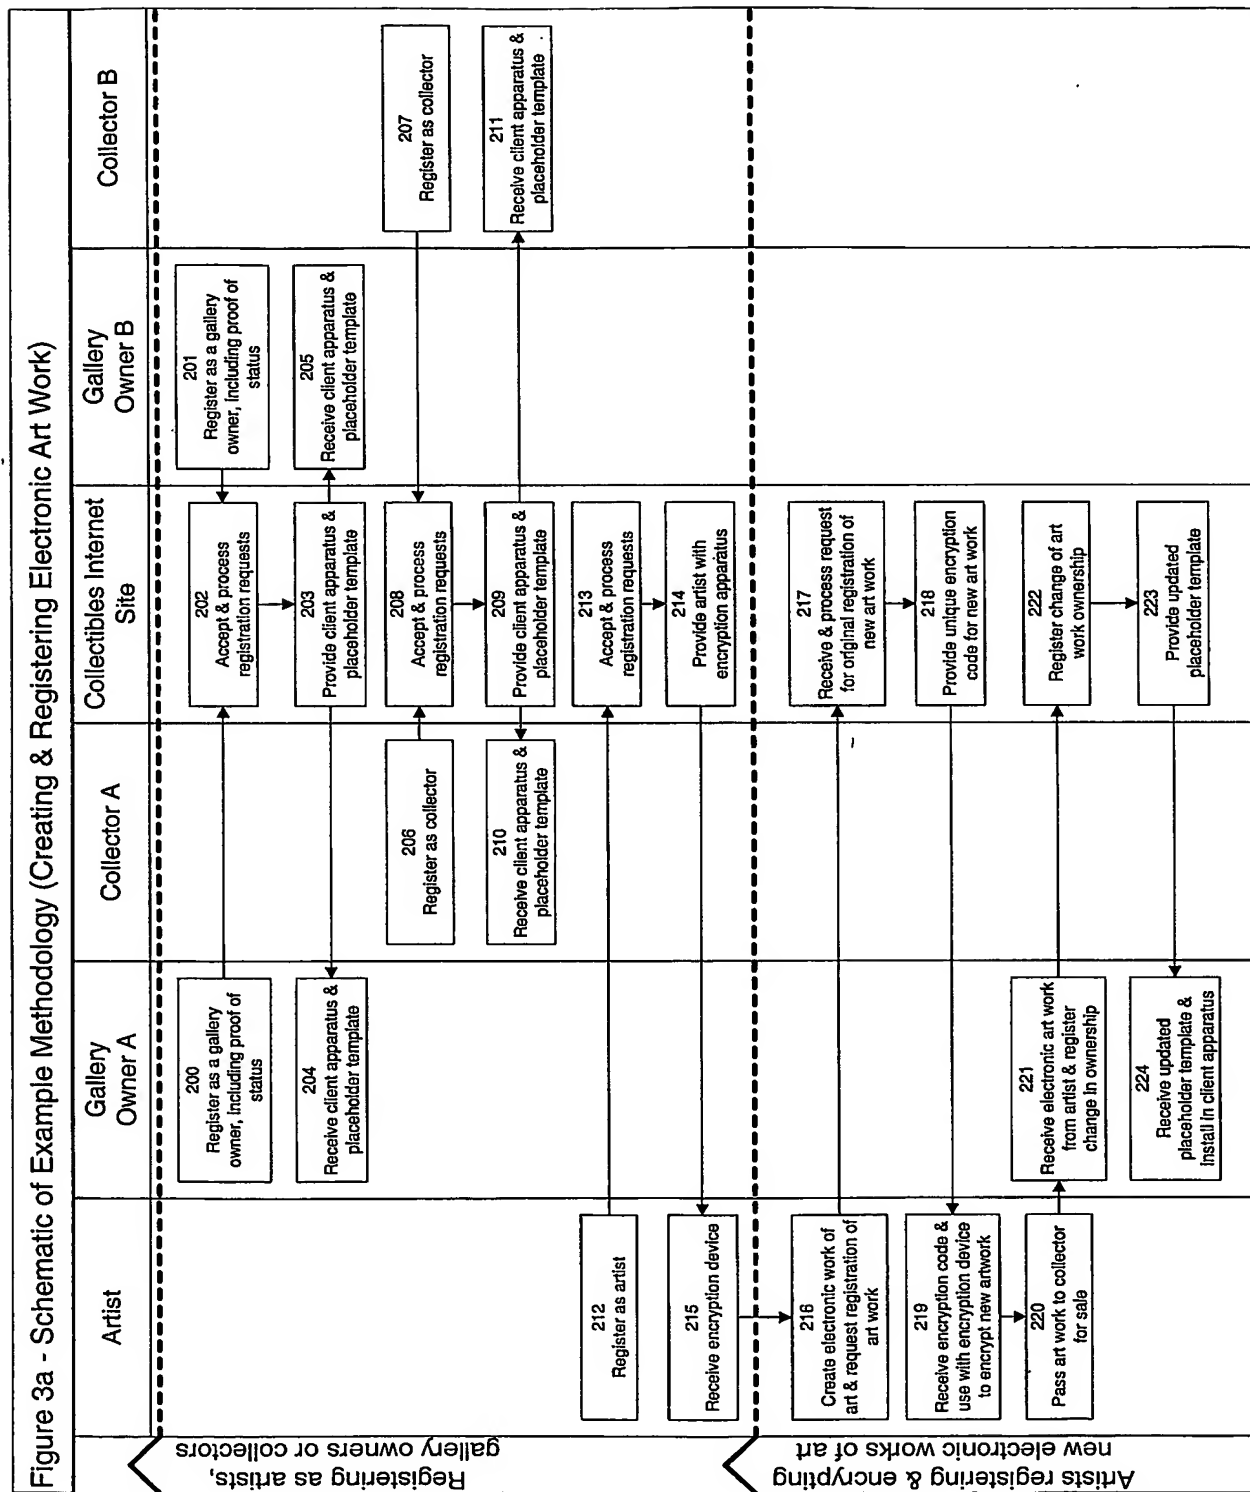 Figure 3a - Schematic of Example Methodology (Creating & Registering Electronic Art Work)
Artist
Gallery
Owner A
Collector A
Collectibles Internet
Site
Gallery
Owner B
Collector B
Registering as artists,
gallery owners or collectors
200
Register as a gallery
owner, including proof of
status
202
Accept & process
registration requests
201
Register as a gallery
owner, including proof of
status
204
Receive client apparatus &
placeholder template
203
Provide client apparatus &
placeholder template
205
Receive client apparatus &
placeholder template
206
Register as collector
208
Accept & process
registration requests
207
Register as collector
210
Receive client apparatus &
placeholder template
209
Provide client apparatus &
placeholder template
211
Receive client apparatus &
placeholder template
212
Register as artist
213
Accept & process
registration requests
215
Receive encryption device
214
Provide artist with
encryption apparatus
Artists registering & encrypting
new electronic works of art
216
Create electronic work of
art & request registration of
art work
217
Receive & process request
for original registration of
new art work
219
Receive encryption code &
use with encryption device
to encrypt new artwork
218
Provide unique encryption
code for new art work
220
Pass art work to collector
for sale
221
Receive electronic art work
from artist & register
change in ownership
222
Register change of art
work ownership
224
Receive updated
placeholder template &
install in client apparatus
223
Provide updated
placeholder template